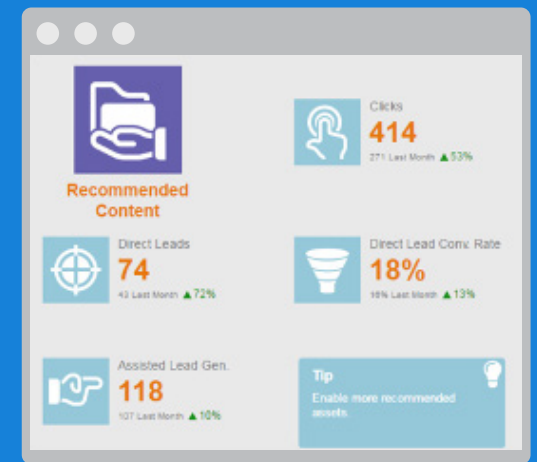 Recommended
Content
Clicks
414
271 Last Month ▲ 53%
Direct Leads
74
43 Last Month ▲ 72%
Direct Lead Conv. Rate
18%
16% Last Month ▲ 13%
Assisted Lead Gen.
118
107 Last Month ▲ 10%
Tip
Enable more recommended
assets.